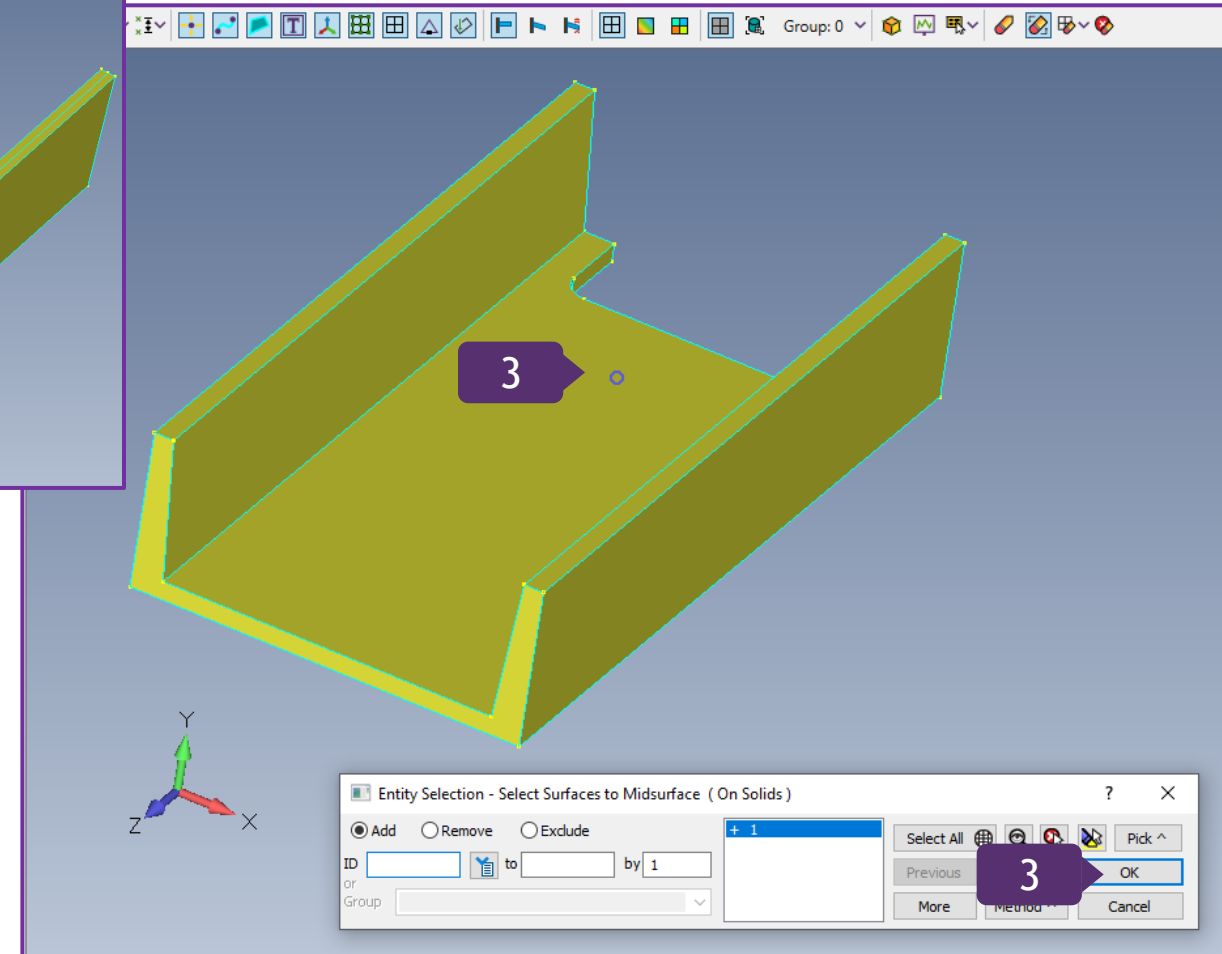 Group: 0
3
Y
Z
X
Entity Selection - Select Surfaces to Midsurface ( On Solids )
?
Add
Remove
Exclude
+ 1
Select All
Pick ^
ID
to
by
1
Previous
3
OK
or
Group
More
Method ^
Cancel